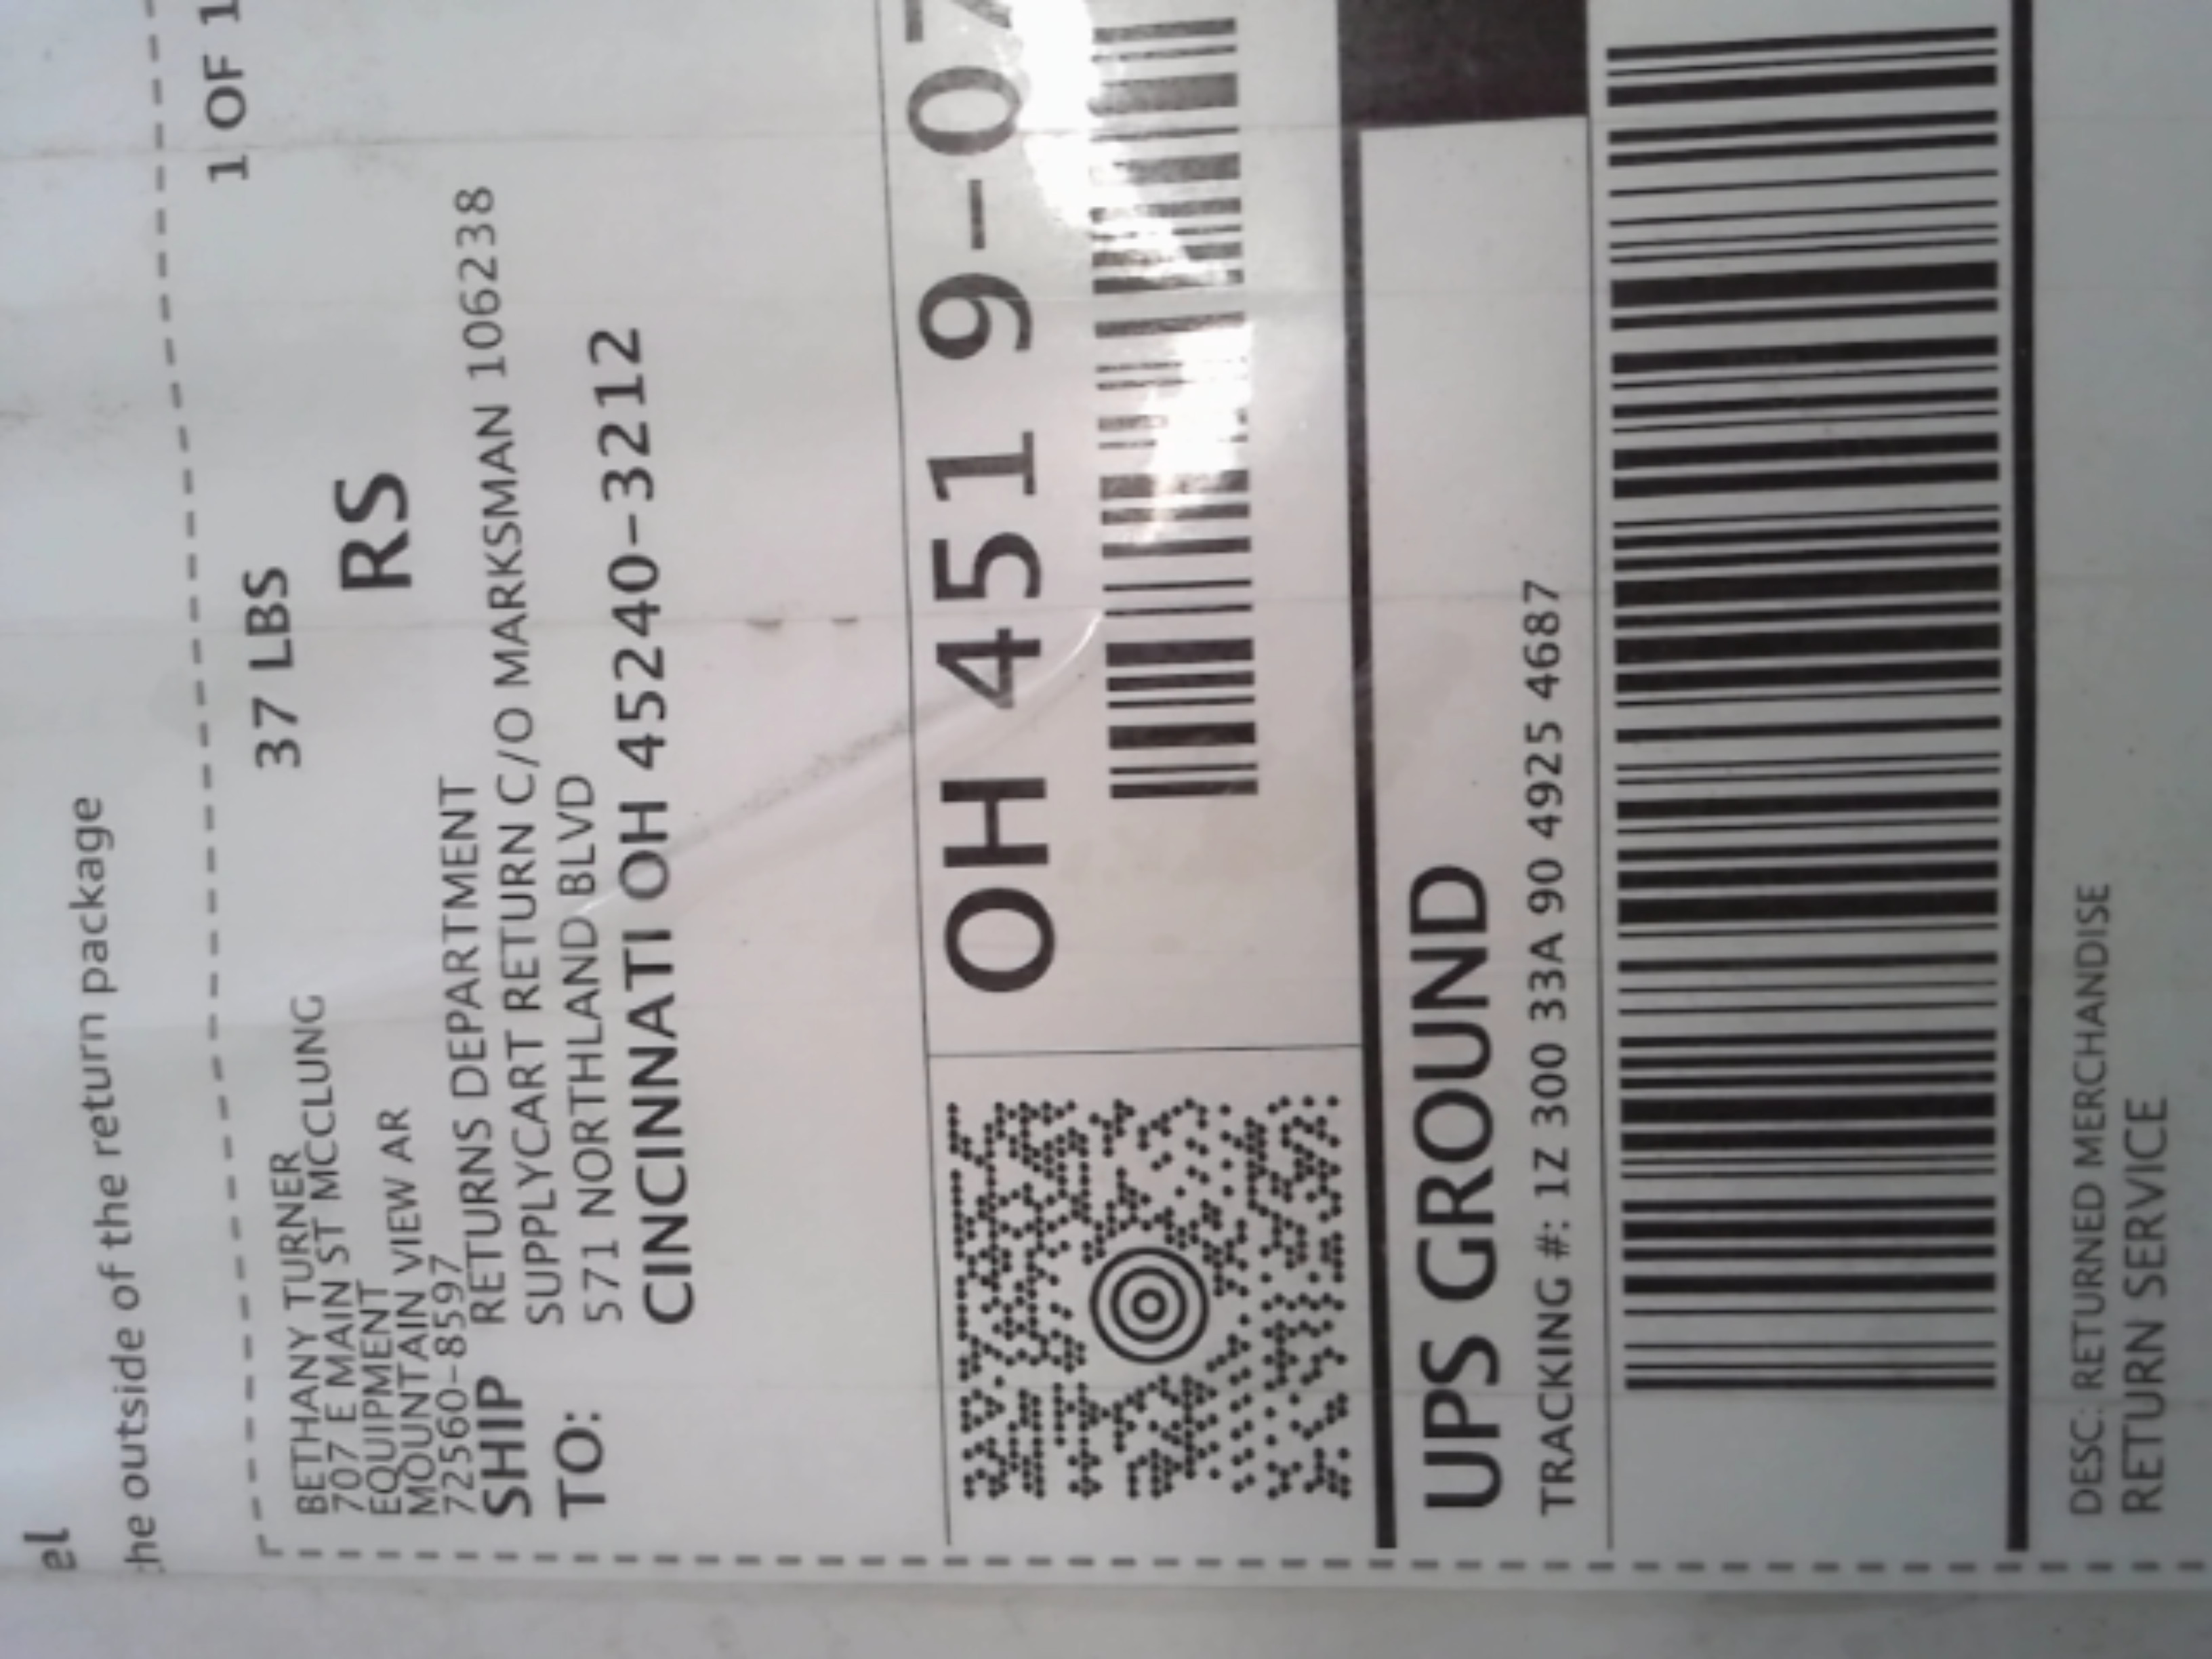 el
he outside of the return package
1 OF 1
37 LBS
RS
BETHANY TURNER
707 E MAIN ST MCCLUNG
EQUIPMENT
MOUNTAIN VIEW AR
72560-8597
SHIP
TO:
RETURNS DEPARTMENT
SUPPLYCART RETURN C/O MARKSMAN 106238
571 NORTHLAND BLVD
CINCINNATI OH 45240-3212
OH 451 9-07
UPS GROUND
TRACKING #: 1Z 300 33A 90 4925 4687
DESC: RETURNED MERCHANDISE
RETURN SERVICE